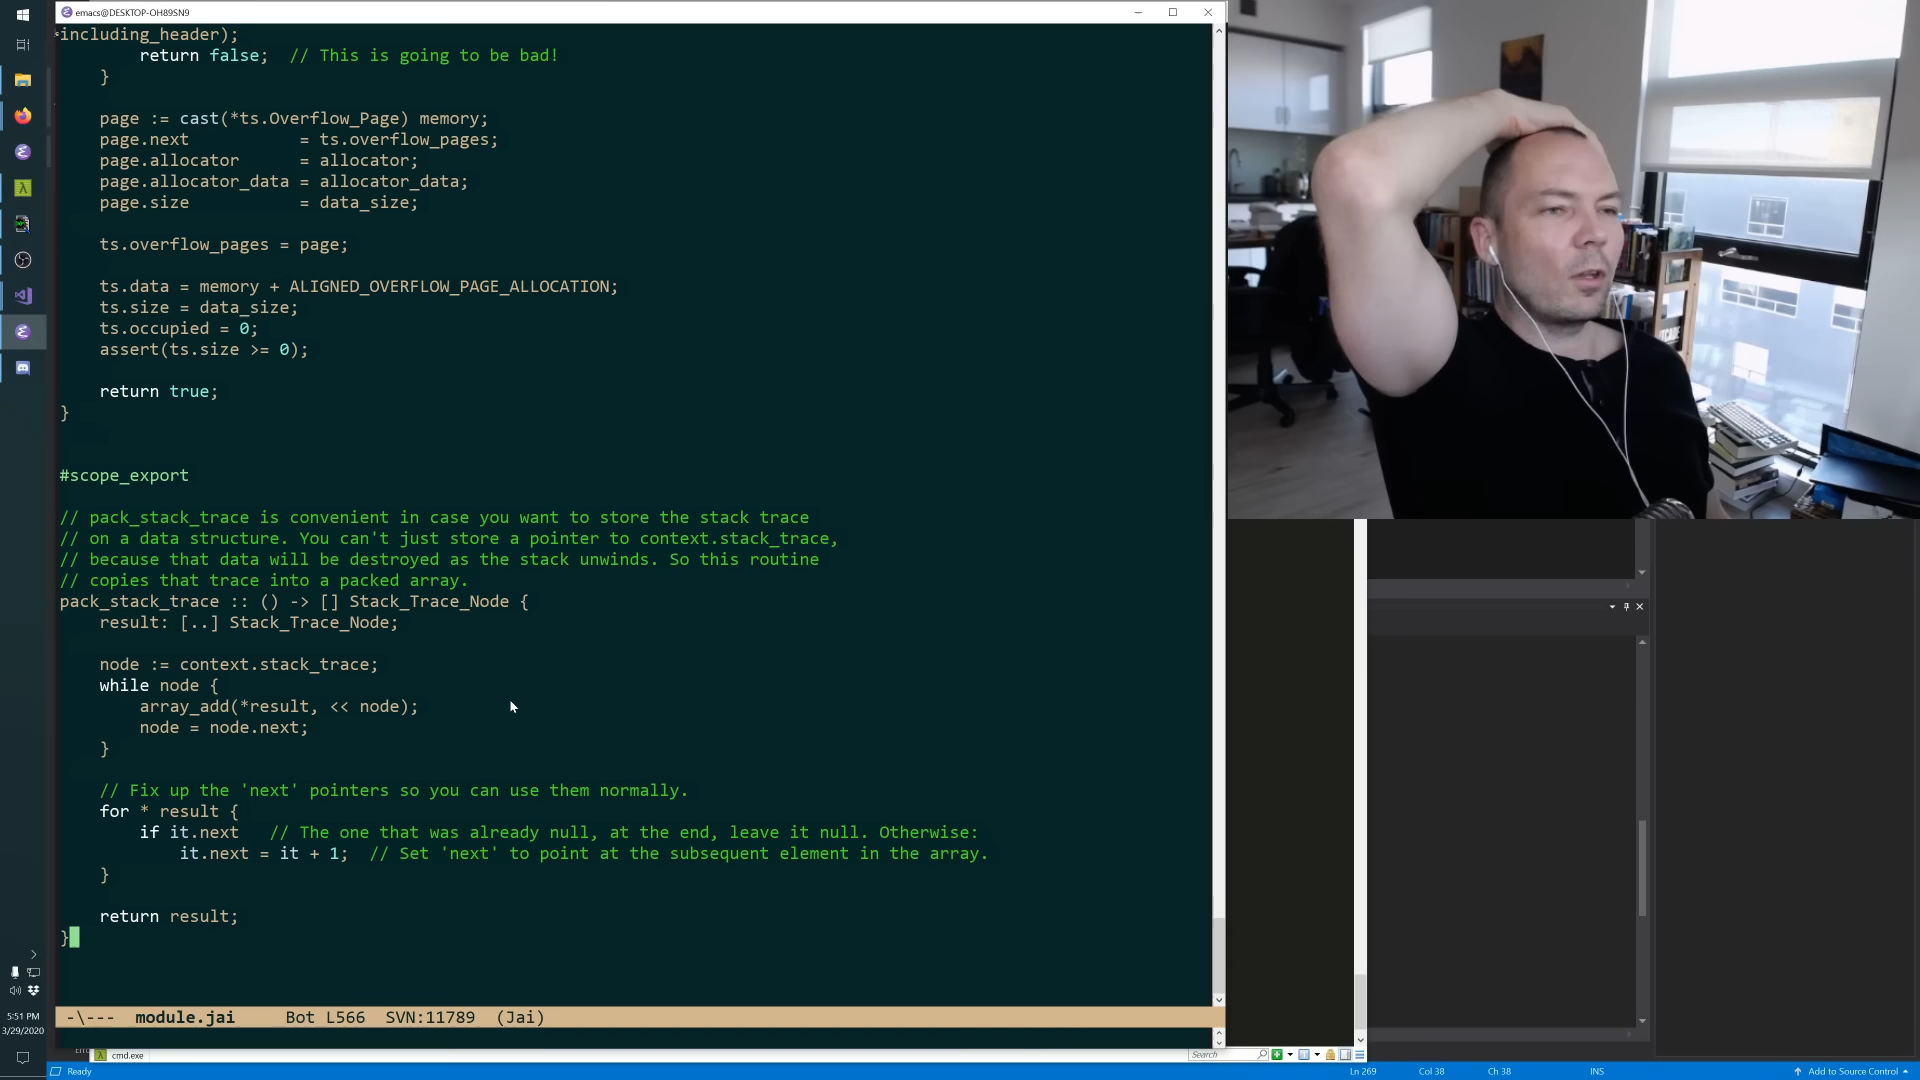 emacs@DESKTOP-OH89SN9
including_header);
return false;  // This is going to be bad!
}
page := cast(*ts.Overflow_Page) memory;
page.next           = ts.overflow_pages;
page.allocator      = allocator;
page.allocator_data = allocator_data;
page.size           = data_size;
ts.overflow_pages = page;
ts.data = memory + ALIGNED_OVERFLOW_PAGE_ALLOCATION;
ts.size = data_size;
ts.occupied = 0;
assert(ts.size >= 0);
return true;
}
#scope_export
// pack_stack_trace is convenient in case you want to store the stack trace
// on a data structure. You can't just store a pointer to context.stack_trace,
// because that data will be destroyed as the stack unwinds. So this routine
// copies that trace into a packed array.
pack_stack_trace :: () -> [] Stack_Trace_Node {
result: [..] Stack_Trace_Node;
node := context.stack_trace;
while node {
array_add(*result, << node);
node = node.next;
}
// Fix up the 'next' pointers so you can use them normally.
for * result {
if it.next   // The one that was already null, at the end, leave it null. Otherwise:
it.next = it + 1;  // Set 'next' to point at the subsequent element in the array.
}
return result;
}
-\---  module.jai     Bot L566  SVN:11789  (Jai)
5:51 PM
3/29/2020
cmd.exe
Search
Ready
Ln 269
Col 38
Ch 38
INS
Add to Source Control